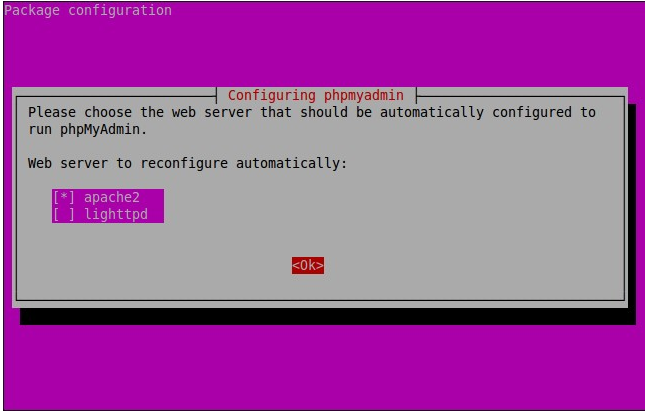 Package configuration
Configuring phpmyadmin
Please choose the web server that should be automatically configured to
run phpMyAdmin.
Web server to reconfigure automatically:
[*] apache2
[ ] lighttpd
<Ok>